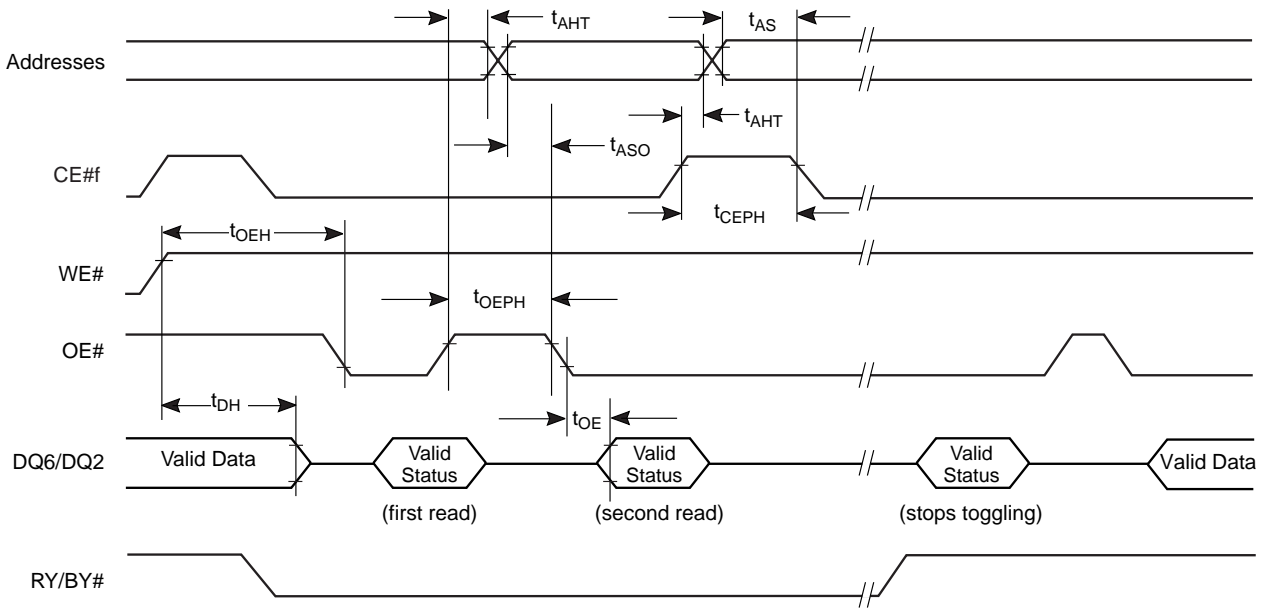 tAHT
tAS
Addresses
tAHT
tASO
CE#f
tCEPH
tOEH
WE#
tOEPH
OE#
tDH
tOE
DQ6/DQ2
Valid Data
Valid
Status
Valid
Status
Valid
Status
Valid Data
(first read)
(second read)
(stops toggling)
RY/BY#